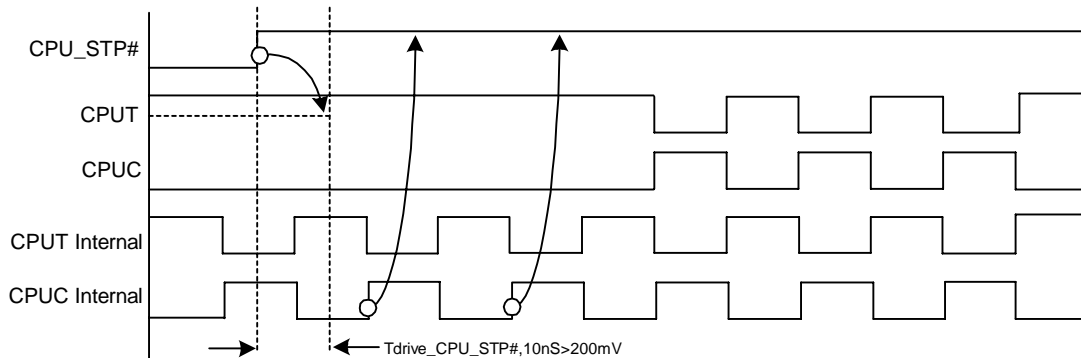 CPU_STP#
CPUT
CPUC
CPUT Internal
CPUC Internal
Tdrive_CPU_STP#,10nS>200mV